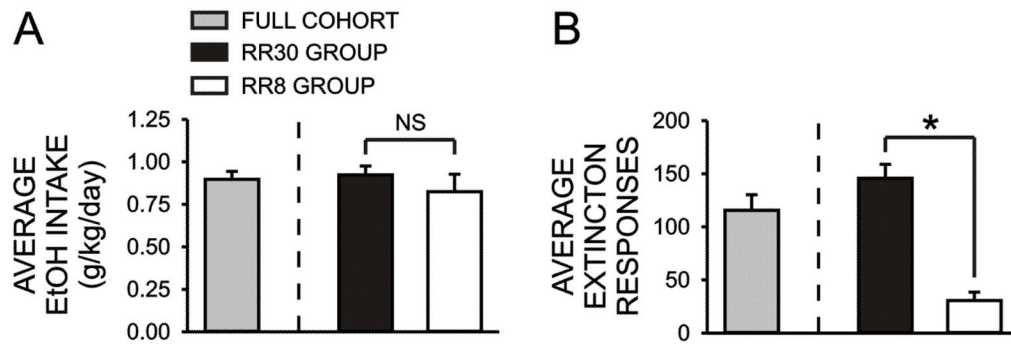 A
FULL COHORT
RR30 GROUP
RR8 GROUP
AVERAGE
EtOH INTAKE
(g/kg/day)
1.25
1.00
0.75
0.50
0.25
0.00
NS
B
AVERAGE
EXTINCTON
RESPONSES
200
150
100
50
0
*